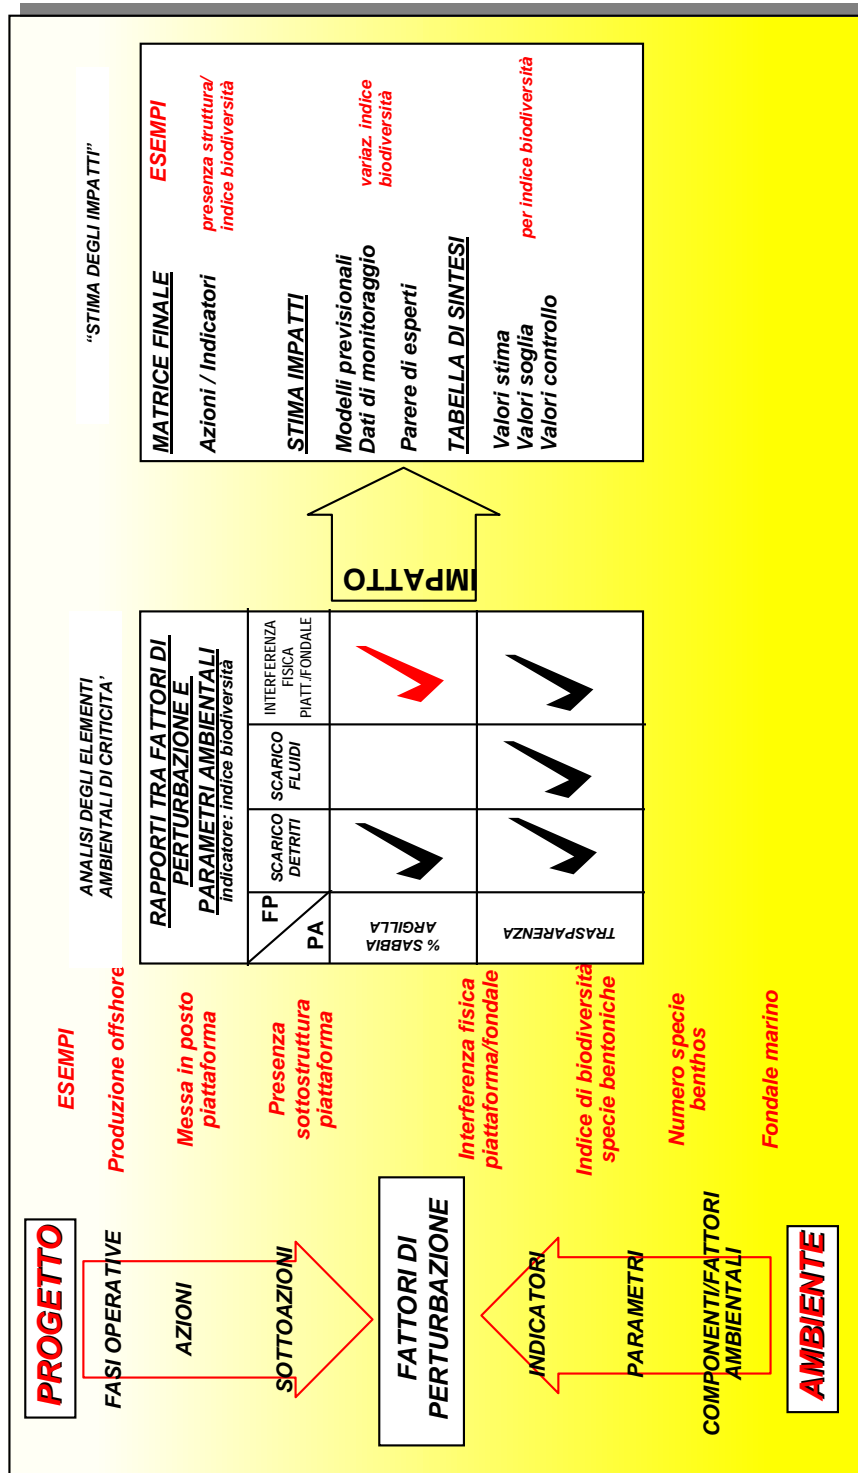 PROGETTO
FASI OPERATIVE
AZIONI
SOTTOAZIONI
FATTORI DI
PERTURBAZIONE
INDICATORI
PARAMETRI
COMPONENTI/FATTORI
AMBIENTALI
AMBIENTE
ESEMPI
Produzione offshore
Messa in posto
piattaforma
Presenza
sottostruttura
piattaforma
Interferenza fisica
piattaforma/fondale
Indice di biodiversità
specie bentoniche
Numero specie
benthos
Fondale marino
ANALISI DEGLI ELEMENTI
AMBIENTALI DI CRITICITA'
RAPPORTI TRA FATTORI DI
PERTURBAZIONE E
PARAMETRI AMBIENTALI
indicatore: indice biodiversità
FP
PA
SCARICO
DETRITI
SCARICO
FLUIDI
INTERFERENZA
FISICA
PIATT./FONDALE
% SABBIA
ARGILLA
TRASPARENZA
IMPATTO
"STIMA DEGLI IMPATTI"
MATRICE FINALE
ESEMPI
Azioni / Indicatori
presenza struttura/
indice biodiversità
STIMA IMPATTI
Modelli previsionali
Dati di monitoraggio
variaz. indice
biodiversità
Parere di esperti
TABELLA DI SINTESI
Valori stima
Valori soglia
Valori controllo
per indice biodiversità